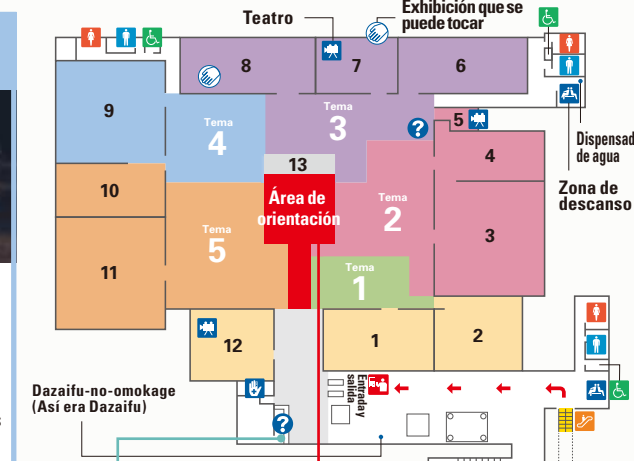 Teatro
Exhibición que se
puede tocar
8
7
6
9
Tema
4
Tema
3
?
5
4
Dispensad
de agua
13
Zona de
descanso
10
Área de
orientación
Tema
2
Tema
5
3
11
Tema
1
12
1
2
Entrada y
salida
Dazaifu-no-omokage
(Así era Dazaifu)
?
s